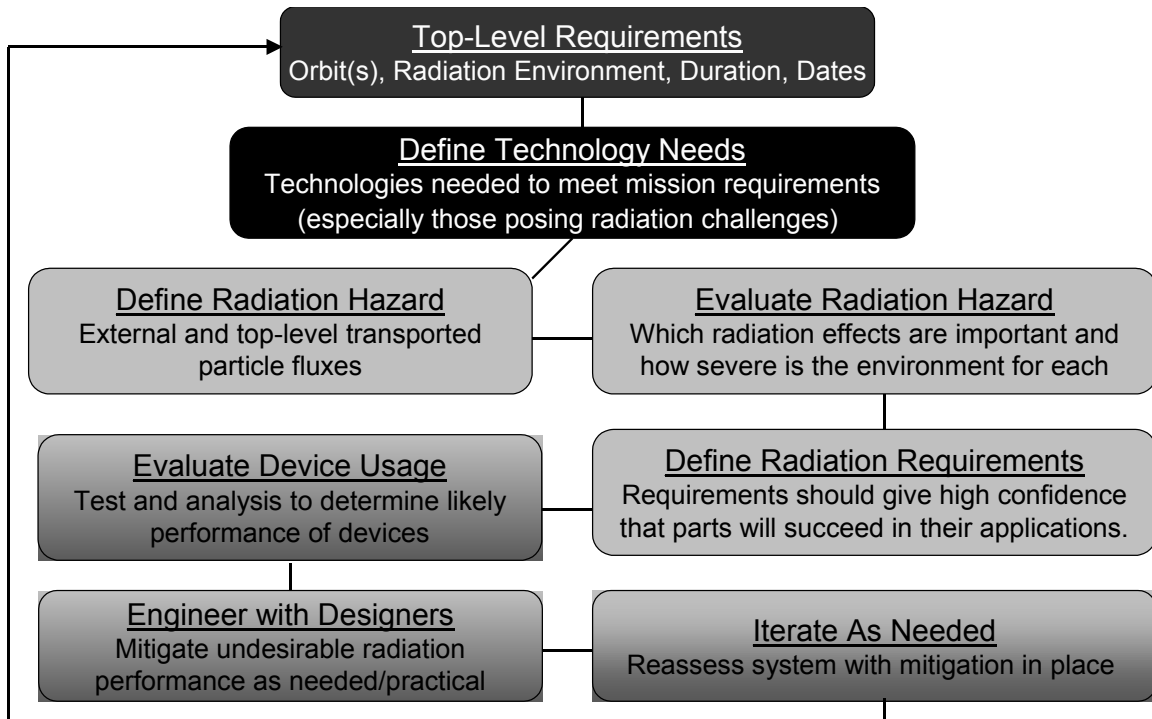 Top-Level Requirements
Orbit(s), Radiation Environment, Duration, Dates
Define Technology Needs
Technologies needed to meet mission requirements
(especially those posing radiation challenges)
Define Radiation Hazard
External and top-level transported
particle fluxes
Evaluate Radiation Hazard
Which radiation effects are important and
how severe is the environment for each
Define Radiation Requirements
Requirements should give high confidence
that parts will succeed in their applications.
Evaluate Device Usage
Test and analysis to determine likely
performance of devices
Engineer with Designers
Mitigate undesirable radiation
performance as needed/practical
Iterate As Needed
Reassess system with mitigation in place